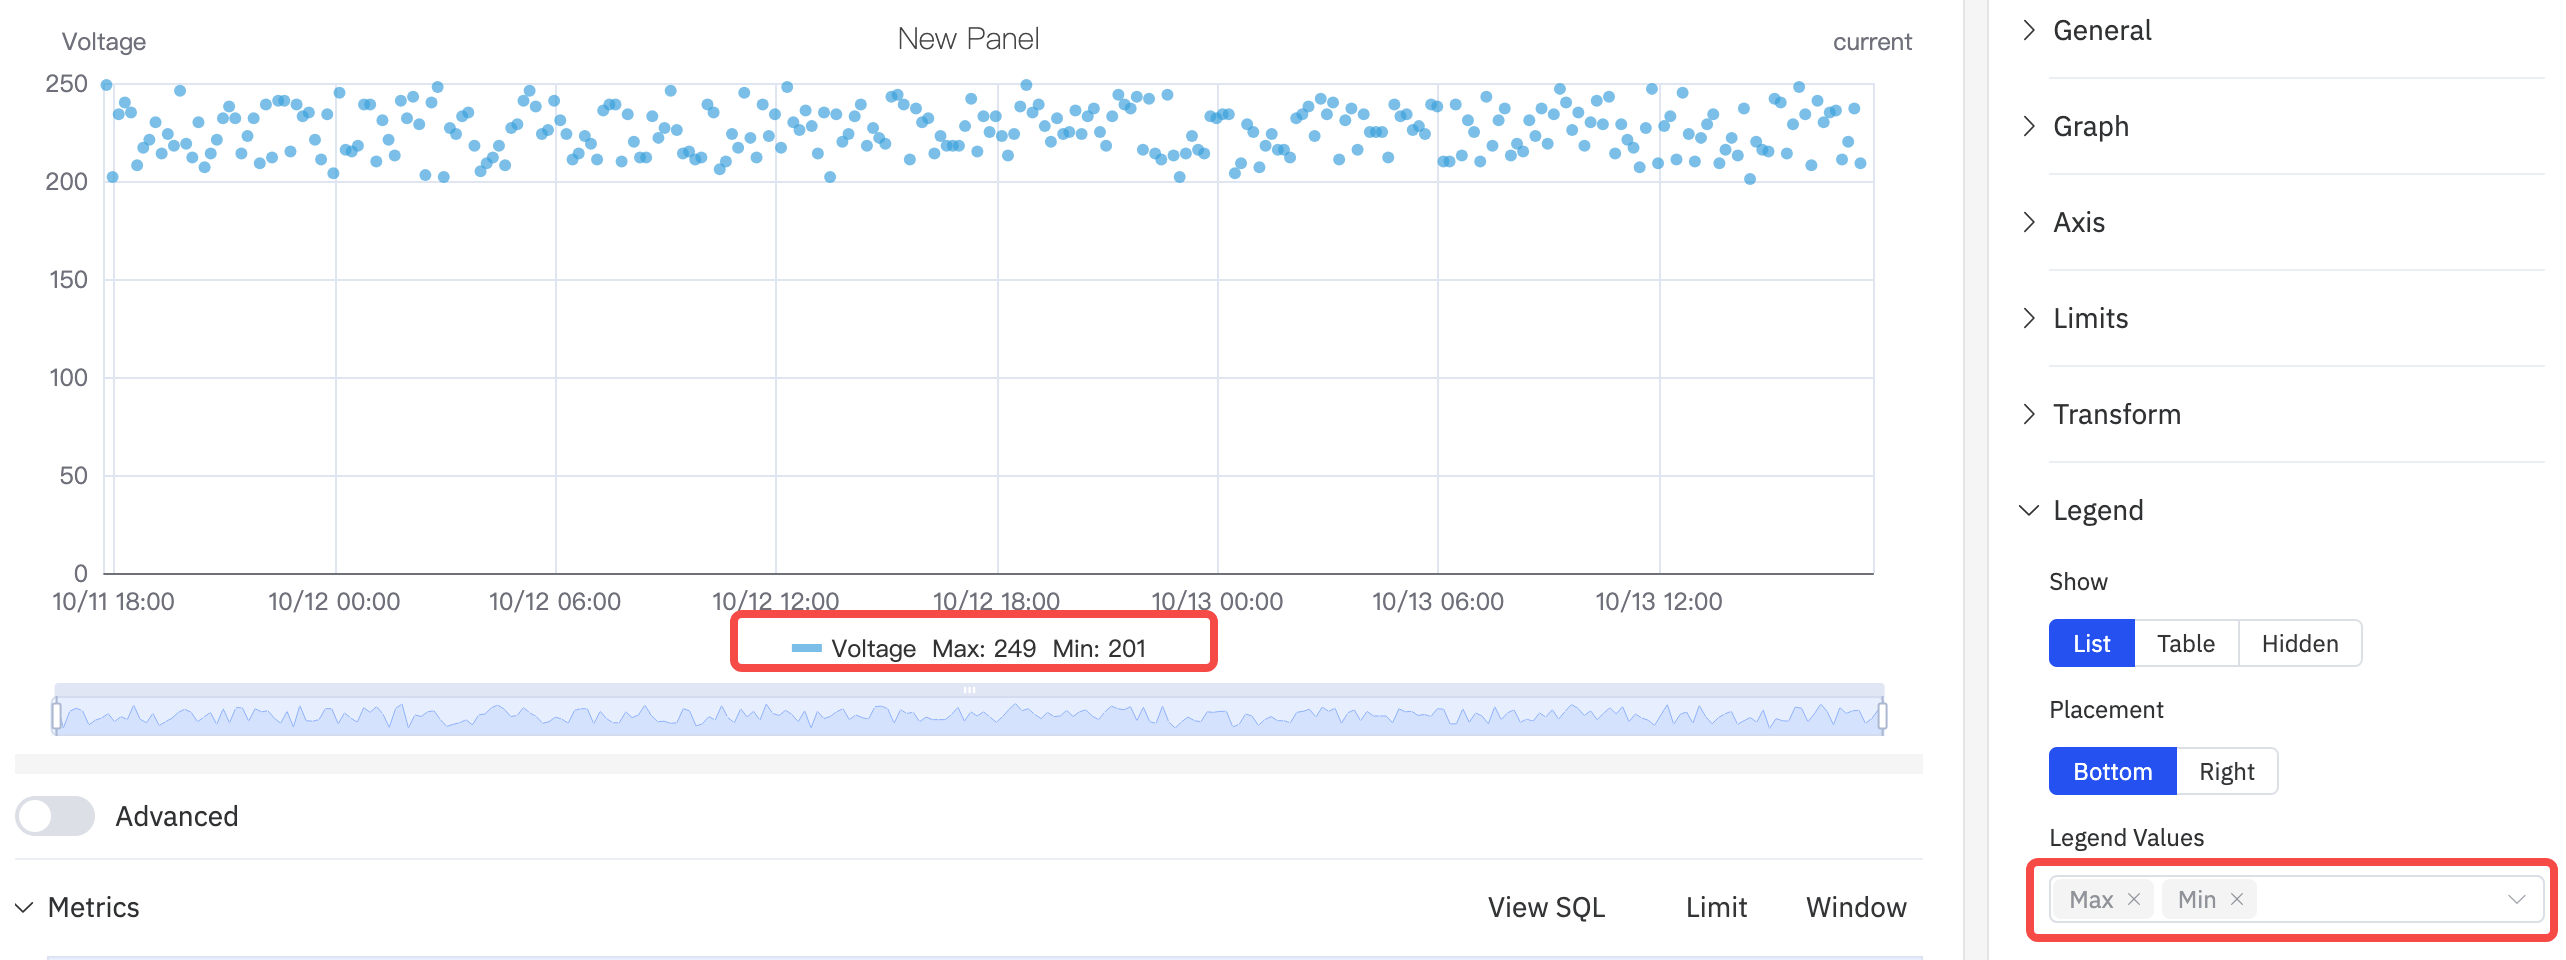 Voltage
New Panel
current
250
200
150
100
50
0
10/11 18:00 10/12 00:00 10/12 06:00 10/12 12:00 10/12 18:00 10/13 00:00 10/13 06:00 10/13 12:00
Voltage Max: 249 Min: 201
Advanced
Metrics
View SQL
Limit
Window
General
Graph
Axis
Limits
Transform
Legend
Show
List Table Hidden
Placement
Bottom Right
Legend Values
Max × Min ×